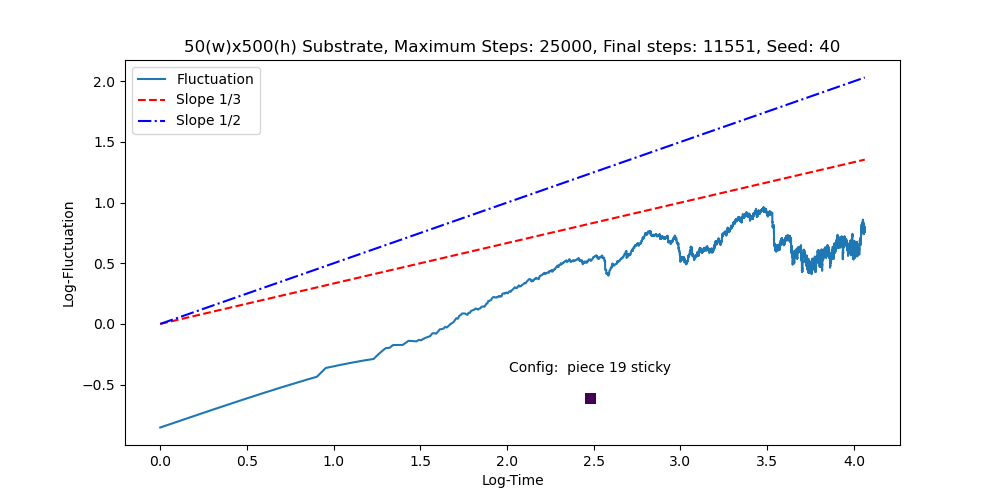 50(w)x500(h) Substrate, Maximum Steps: 25000, Final steps: 11551, Seed: 40
Fluctuation
Slope 1/3
Slope 1/2
2.0
1.5
1.0
0.5
0.0
−0.5
Log-Fluctuation
Config:  piece 19 sticky
0.0 0.5 1.0 1.5 2.0 2.5 3.0 3.5 4.0
Log-Time